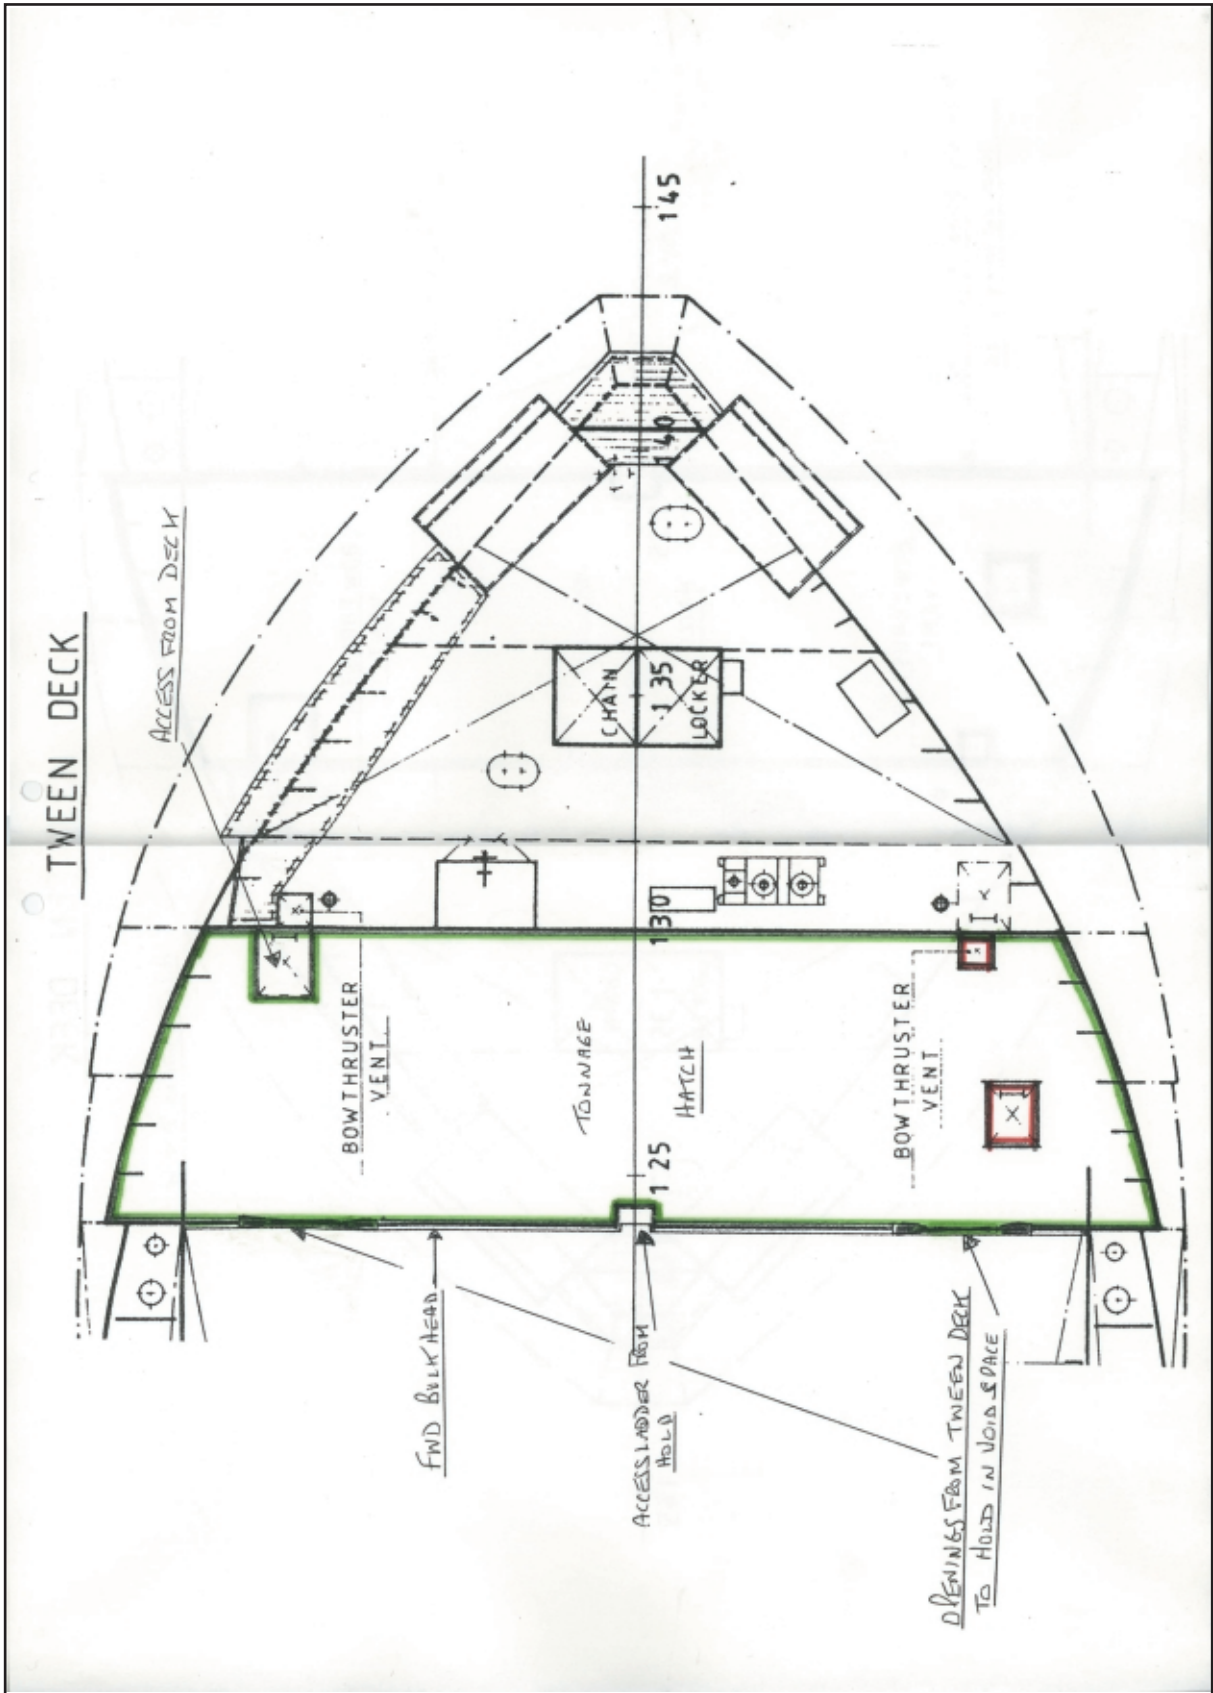 TWEEN DECK
ACCESS FROM DECK
145
140
CHAIN
135
LOCKER
130
BOWTHRUSTER
VENT
TONNAGE
HATCH
BOWTHRUSTER
VENT
125
FWD BULKHEAD
ACCESS LADDER FROM
HOLD
OPENINGS FROM TWEEN DECK
TO HOLD IN VOID SPACE